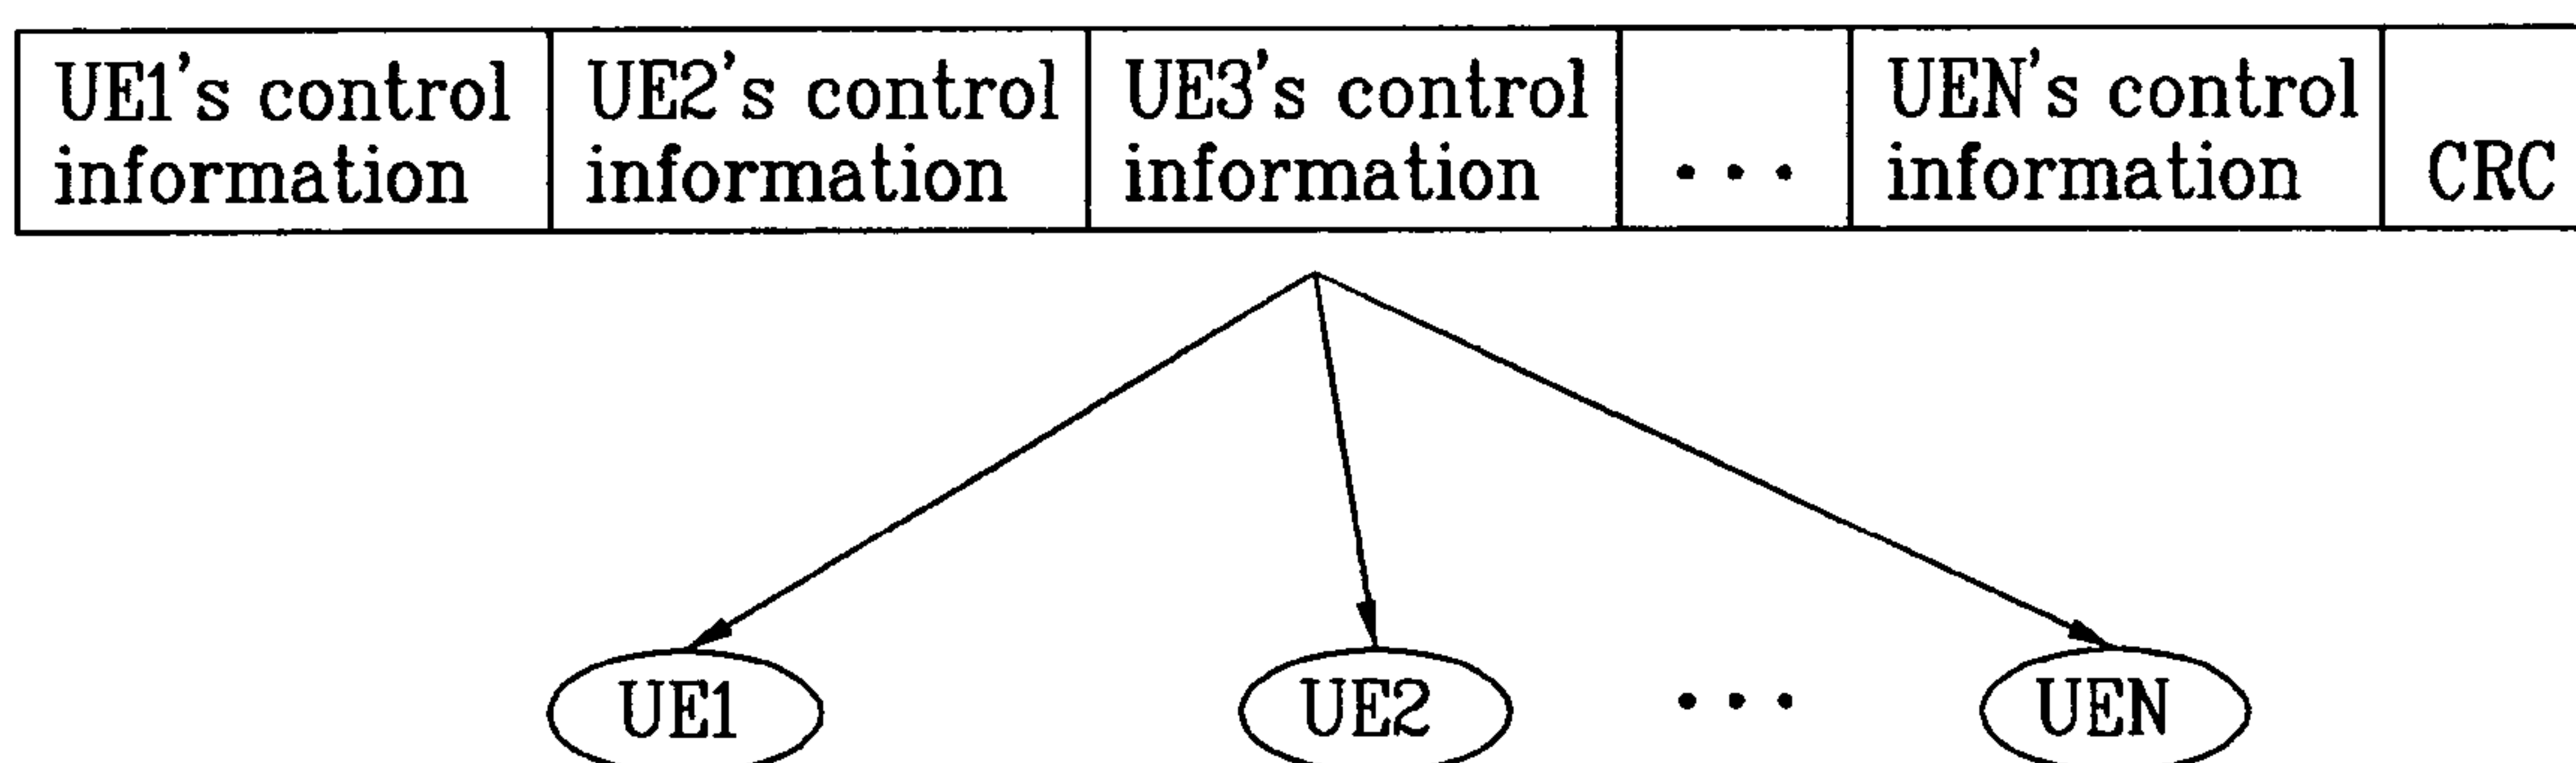 UE1's control
information
UE2's control
information
UE3's control
information
...
UEN's control
information
CRC
UE1
UE2
...
UEN